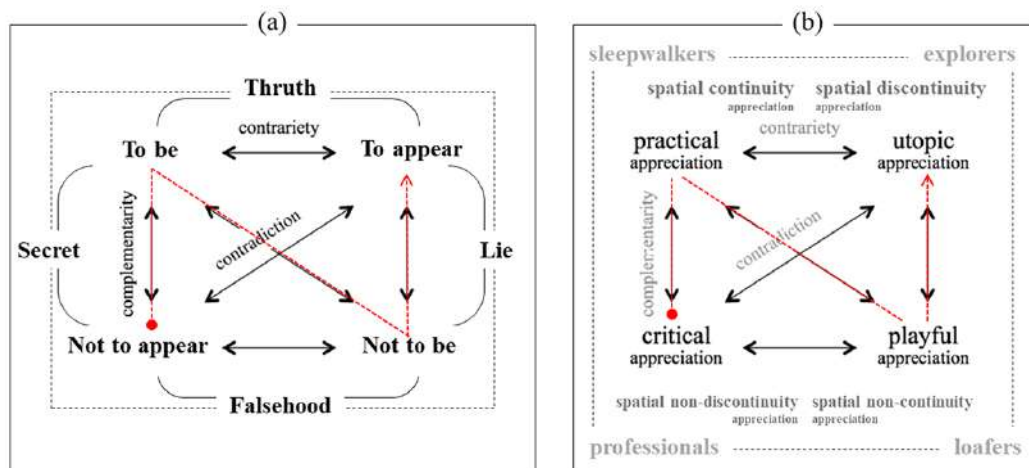 (a)
Thruth
contrariety
To be
To appear
complementarity
contradiction
Secret
Lie
Not to appear
Not to be
Falsehood
(b)
sleepwalkers
explorers
spatial continuity
appreciation
spatial discontinuity
appreciation
practical
appreciation
contrariety
utopic
appreciation
complementarity
contradiction
critical
appreciation
playful
appreciation
spatial non-discontinuity
appreciation
spatial non-continuity
appreciation
professionals
loafers